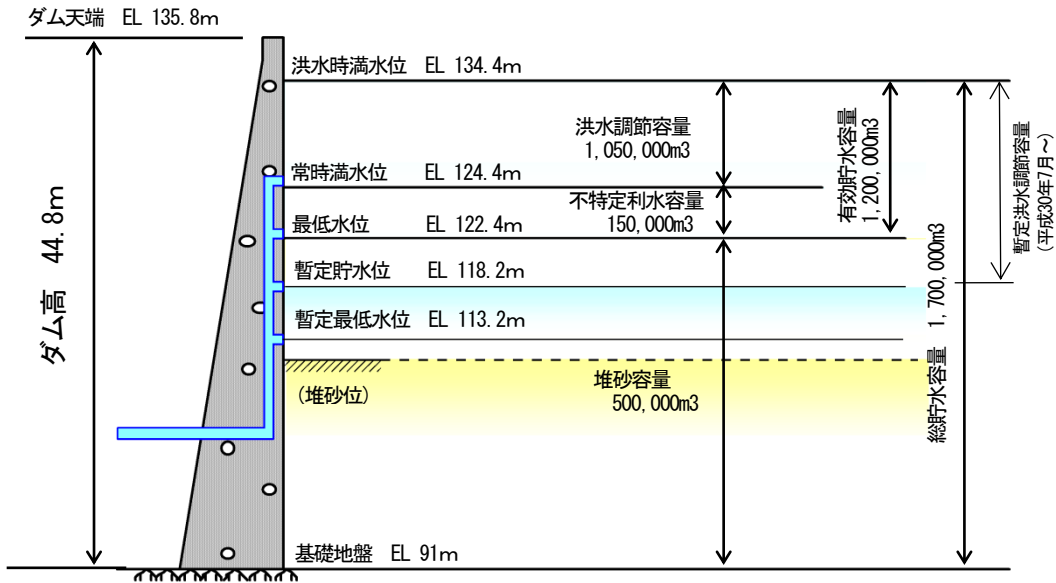 ダム天端 EL 135.8m
洪水時満水位 EL 134.4m
洪水調節容量
1,050,000m3
常時満水位 EL 124.4m
不特定利水容量
150,000m3
最低水位 EL 122.4m
暫定貯水位 EL 118.2m
暫定最低水位 EL 113.2m
(堆砂位)
堆砂容量
500,000m3
基礎地盤 EL 91m
ダム高 44.8m
有効貯水容量
1,200,000m3
総貯水容量 1,700,000m3
暫定洪水調節容量
(平成30年7月~)